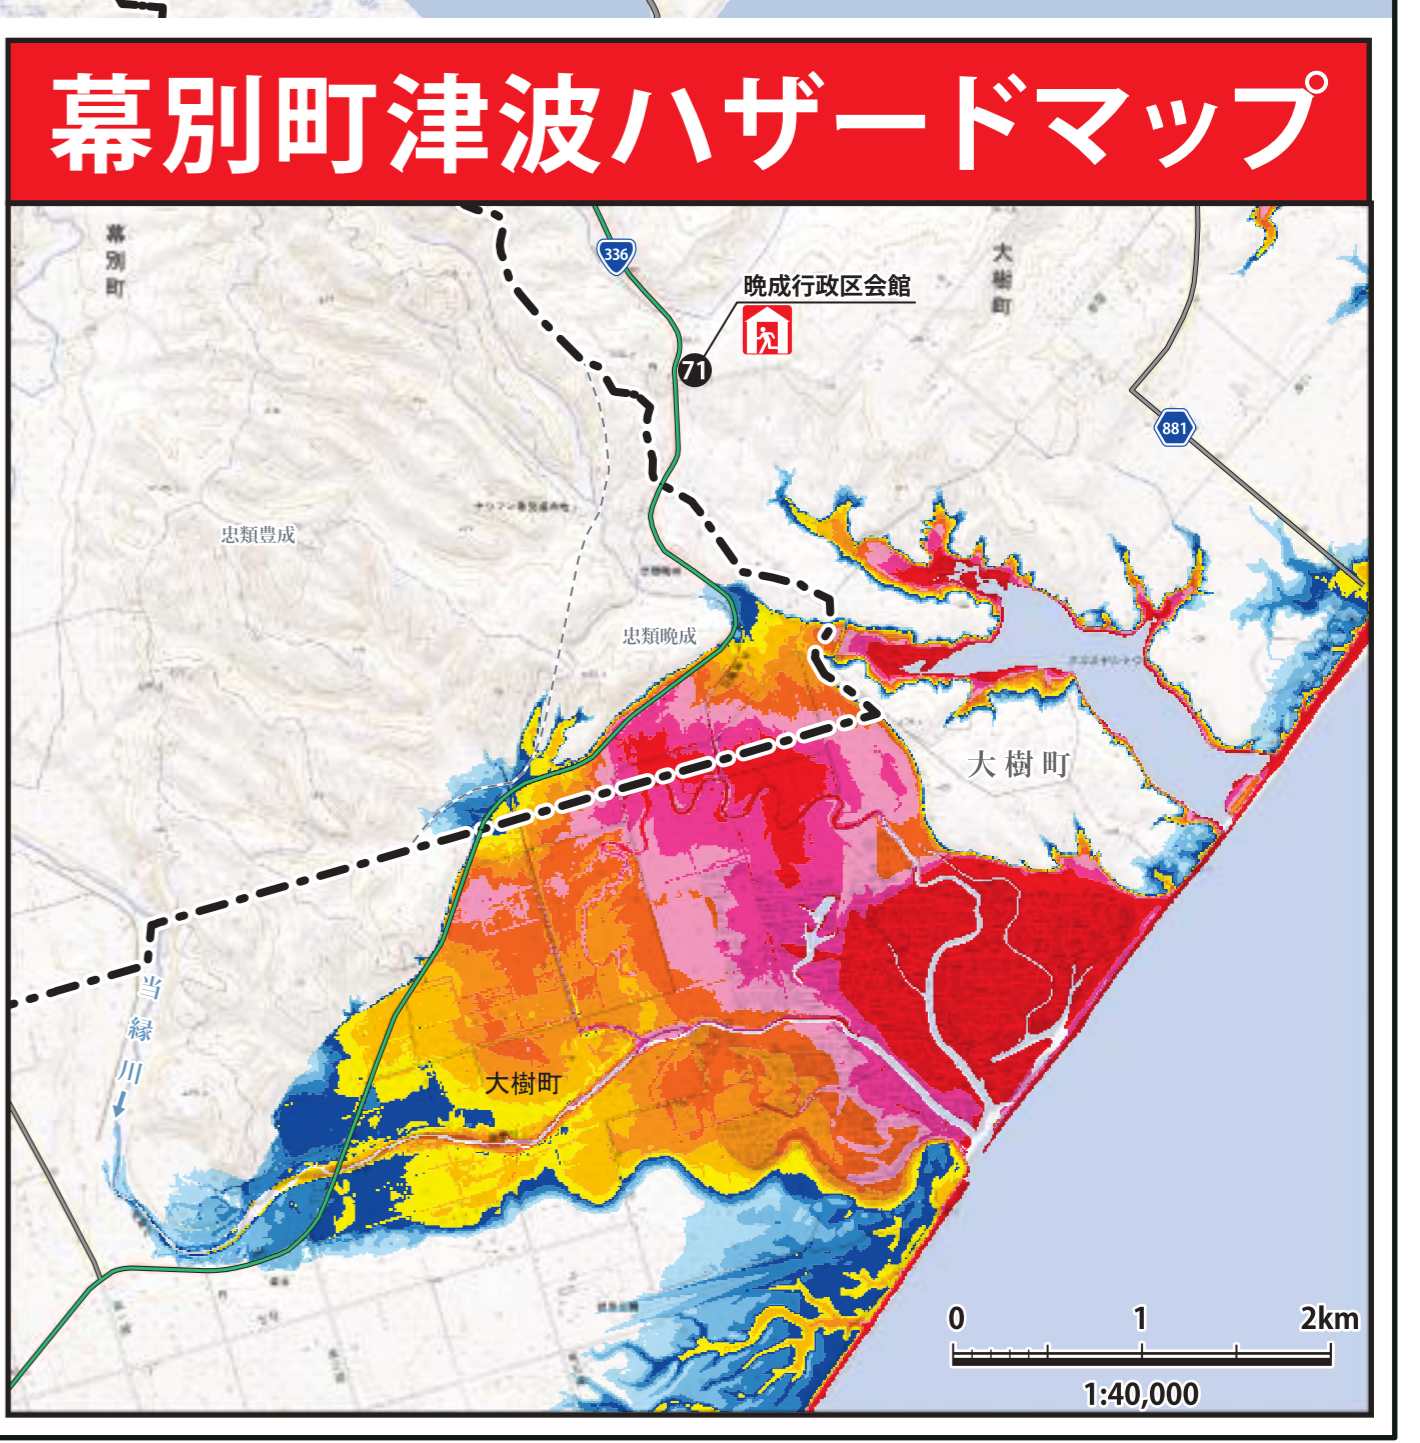 幕別町津波ハザードマップ
幕別町
336
晩成行政区会館
71
大樹町
881
忠類豊成
忠類晩成
大樹町
当縁川
大樹町
0 1 2km
1:40,000